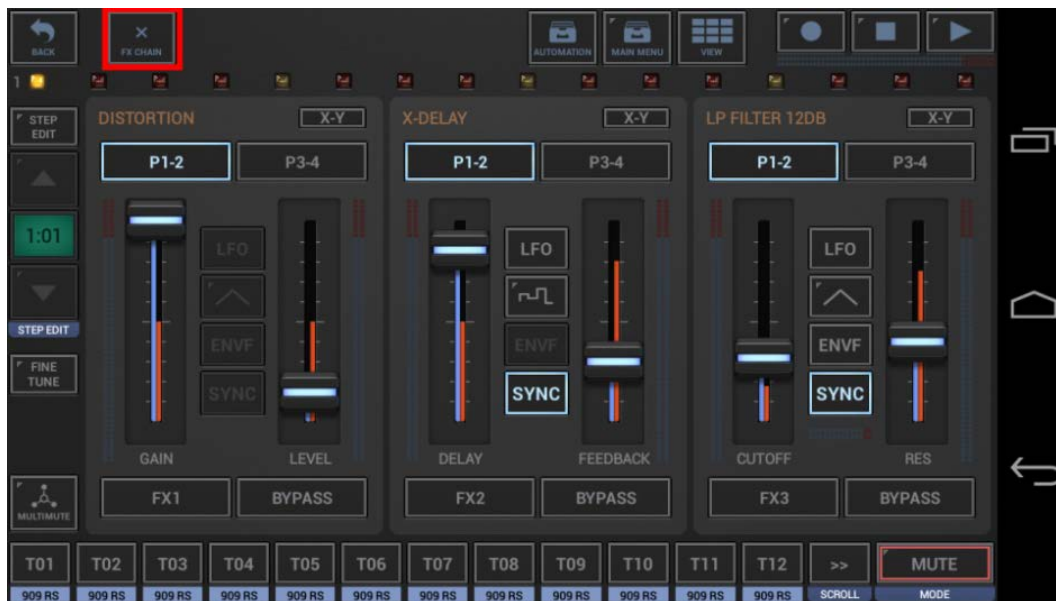 BACK
× FX CHAIN
AUTOMATION
MAIN MENU
VIEW
1
STEP EDIT
1:01
STEP EDIT
FINE TUNE
MULTIMUTE
DISTORTION X-Y
P1-2 P3-4
LFO
ENVF
SYNC
GAIN LEVEL
FX1 BYPASS
X-DELAY X-Y
P1-2 P3-4
LFO
ENVF
SYNC
DELAY FEEDBACK
FX2 BYPASS
LP FILTER 12DB X-Y
P1-2 P3-4
LFO
ENVF
SYNC
CUTOFF RES
FX3 BYPASS
T01 T02 T03 T04 T05 T06 T07 T08 T09 T10 T11 T12 >> MUTE
909 RS 909 RS 909 RS 909 RS 909 RS 909 RS 909 RS 909 RS 909 RS 909 RS 909 RS 909 RS SCROLL MODE